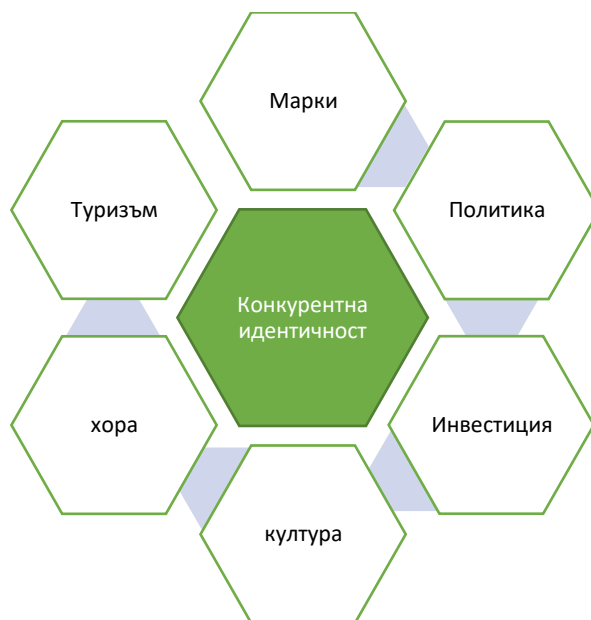 Марки
Туризъм
Политика
Конкурентна
идентичност
хора
Инвестиция
култура